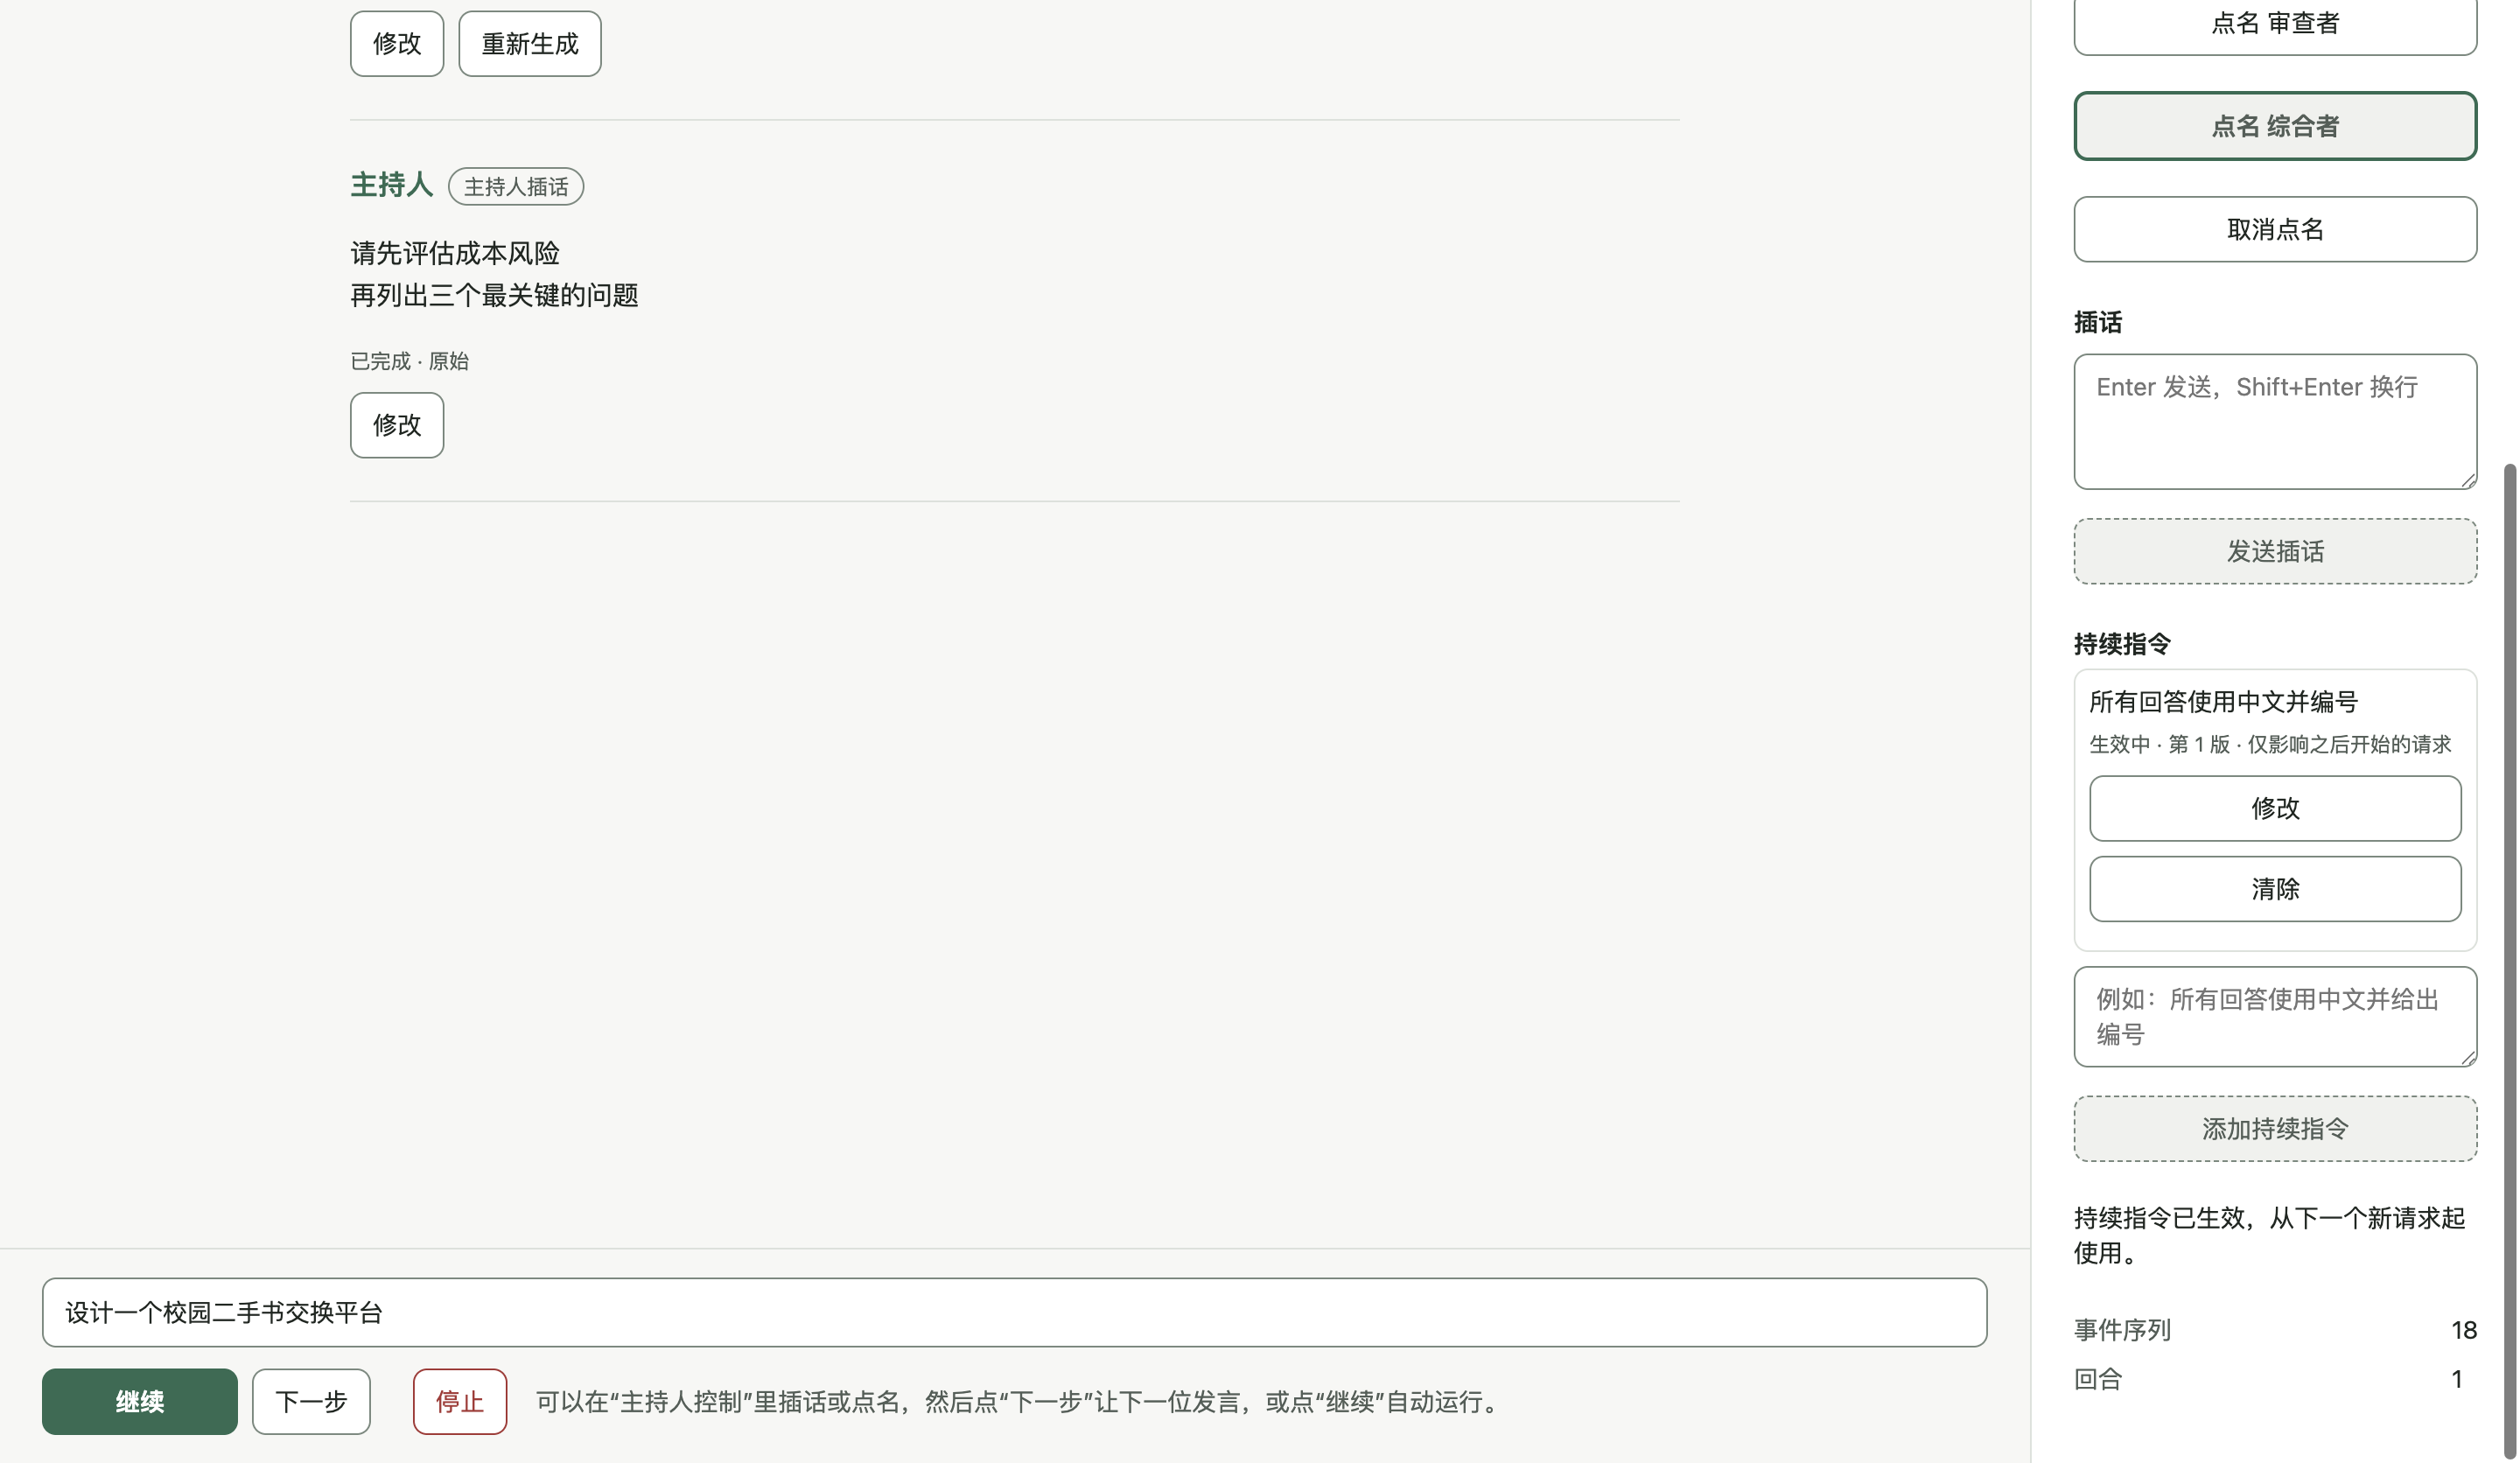 修改
重新生成
主持人 主持人插话
请先评估成本风险
再列出三个最关键的问题
已完成 · 原始
修改
设计一个校园二手书交换平台
继续 下一步 停止 可以在“主持人控制”里插话或点名，然后点“下一步”让下一位发言，或点“继续”自动运行。
点名 审查者
点名 综合者
取消点名
插话
Enter 发送，Shift+Enter 换行
发送插话
持续指令
所有回答使用中文并编号
生效中 · 第 1 版 · 仅影响之后开始的请求
修改
清除
例如：所有回答使用中文并给出
编号
添加持续指令
持续指令已生效，从下一个新请求起
使用。
事件序列 18
回合 1